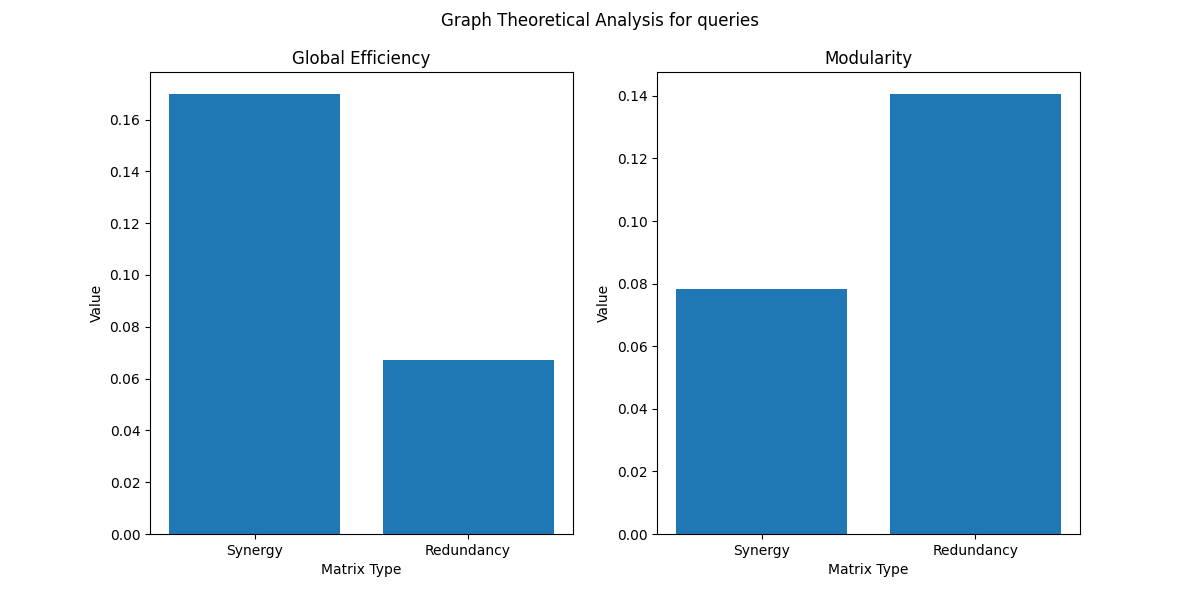 Graph Theoretical Analysis for queries
Global Efficiency
Value
0.16
0.14
0.12
0.10
0.08
0.06
0.04
0.02
0.00
Synergy
Redundancy
Matrix Type
Modularity
Value
0.14
0.12
0.10
0.08
0.06
0.04
0.02
0.00
Synergy
Redundancy
Matrix Type